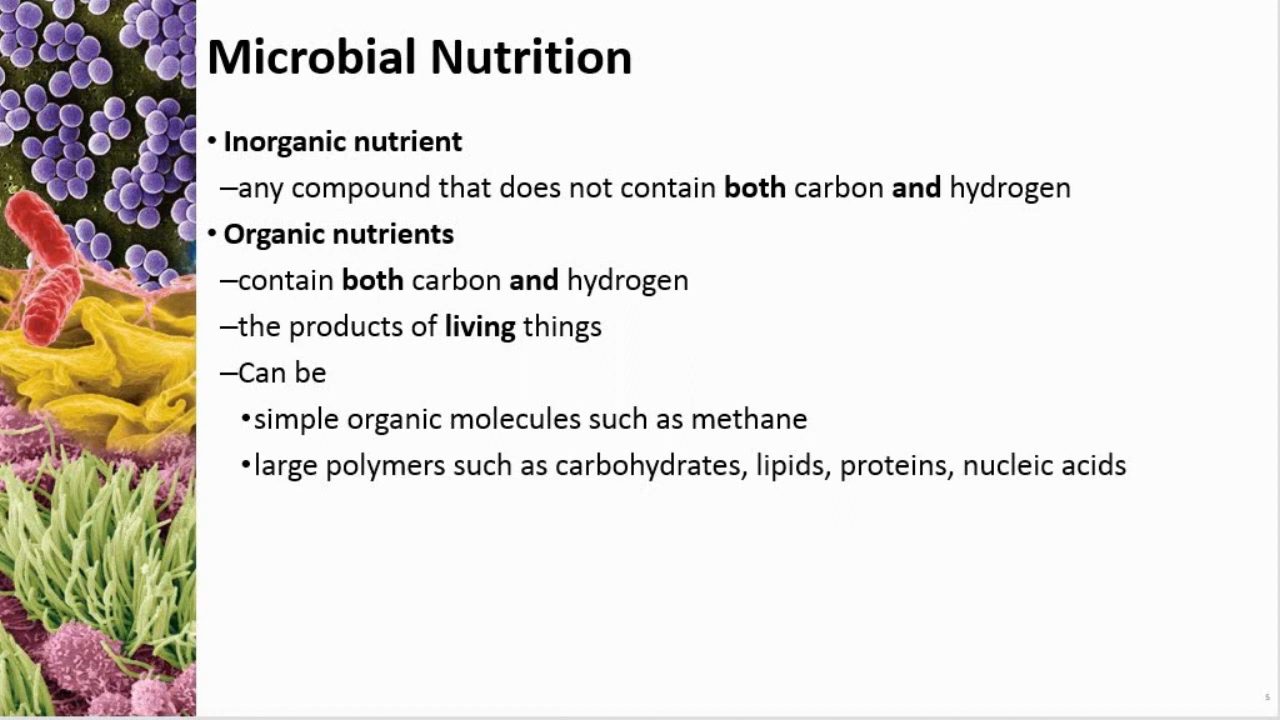 Microbial Nutrition
• Inorganic nutrient
–any compound that does not contain both carbon and hydrogen
• Organic nutrients
–contain both carbon and hydrogen
–the products of living things
–Can be
•simple organic molecules such as methane
•large polymers such as carbohydrates, lipids, proteins, nucleic acids
5